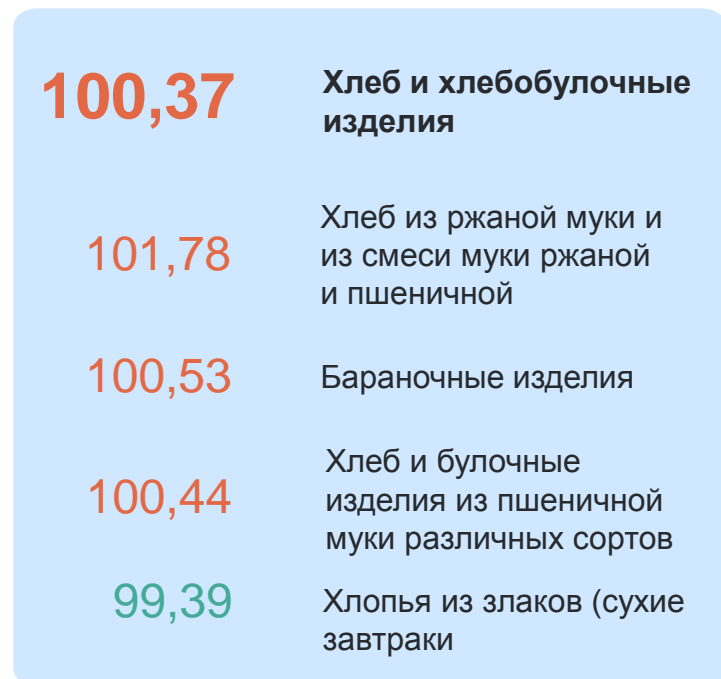 100,37
Хлеб и хлебобулочные
изделия
101,78
Хлеб из ржаной муки и
из смеси муки ржаной
и пшеничной
100,53
Бараночные изделия
100,44
Хлеб и булочные
изделия из пшеничной
муки различных сортов
99,39
Хлопья из злаков (сухие
завтраки